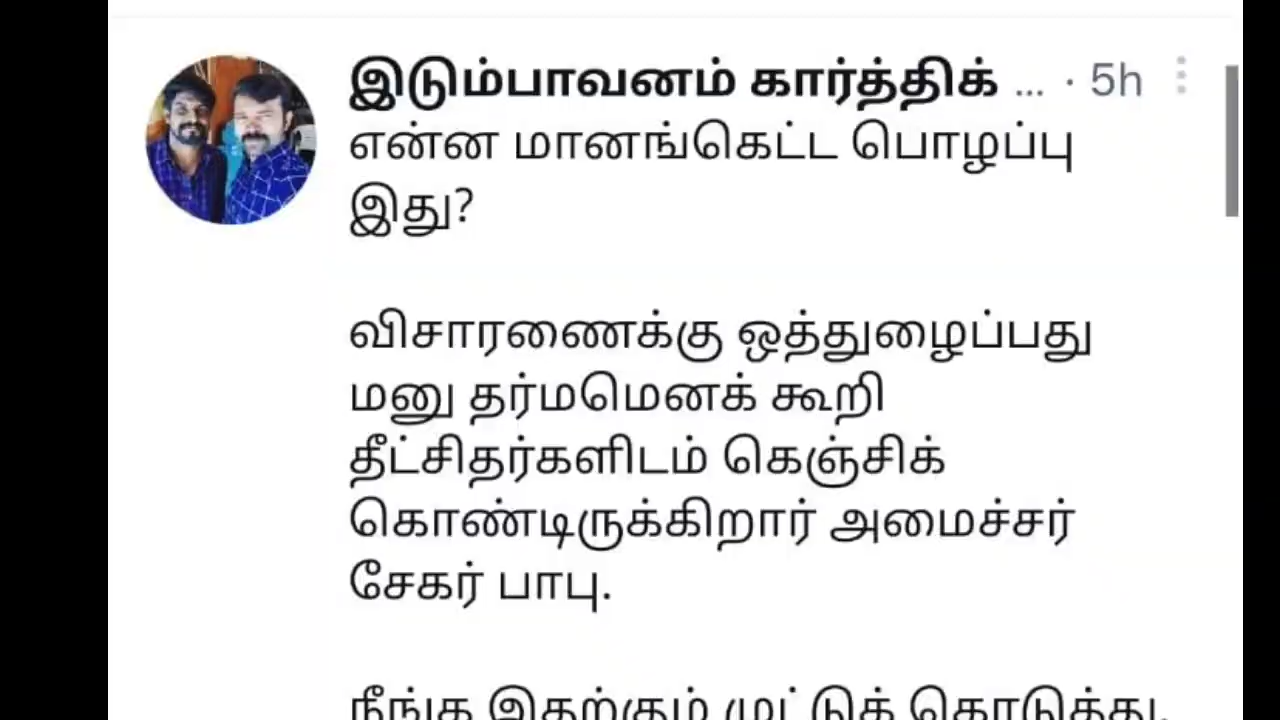 இடும்பாவனம் கார்த்திக் ... · 5h
என்ன மானங்கெட்ட பொழப்பு
இது?
விசாரணைக்கு ஒத்துழைப்பது
மனு தர்மமெனக் கூறி
தீட்சிதர்களிடம் கெஞ்சிக்
கொண்டிருக்கிறார் அமைச்சர்
சேகர் பாபு.
நீங்க இதற்கும் முட்டுக் கொடுத்து,